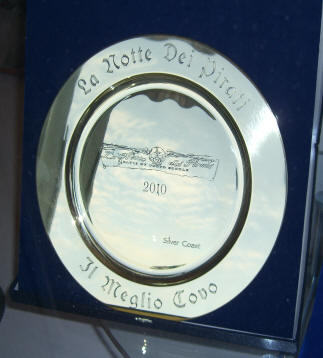 La Notte Dei Pirati
2010
Silver Coast
Il Meglio Covo